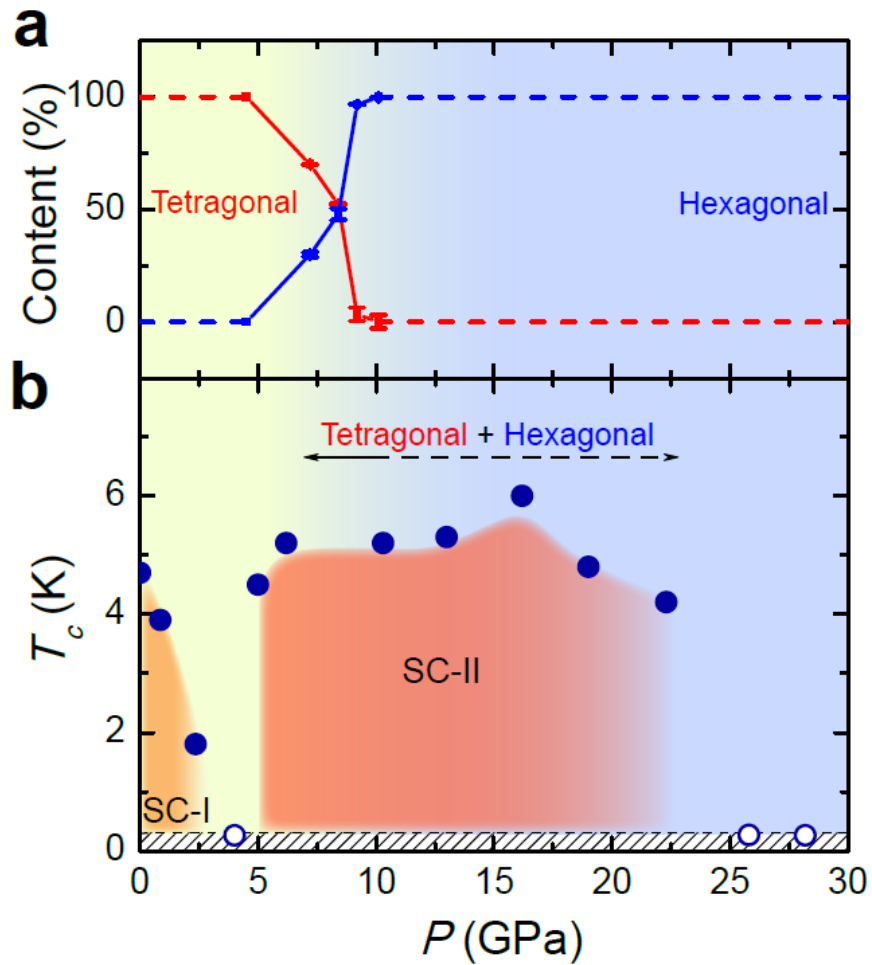 a
Content (%)
100
50
0
Tetragonal
Hexagonal
b
Tetragonal + Hexagonal
T_c (K)
6
4
2
0
SC-I
SC-II
0 5 10 15 20 25 30
P (GPa)